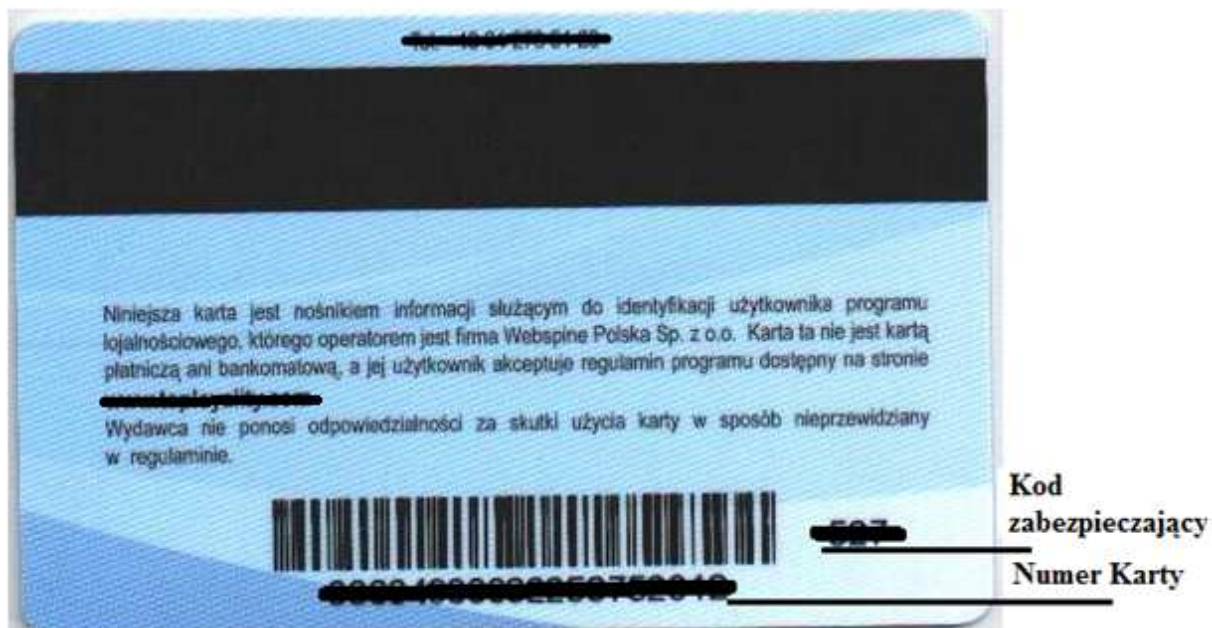 Niniejsza karta jest nośnikiem informacji służącym do identyfikacji użytkownika programu
lojalnościowego, którego operatorem jest firma Webspine Polska Sp. z o.o. Karta ta nie jest kartą
płatniczą ani bankomatową, a jej użytkownik akceptuje regulamin programu dostępny na stronie
Wydawca nie ponosi odpowiedzialności za skutki użycia karty w sposób nieprzewidziany
w regulaminie.
Kod
zabezpieczający
Numer Karty